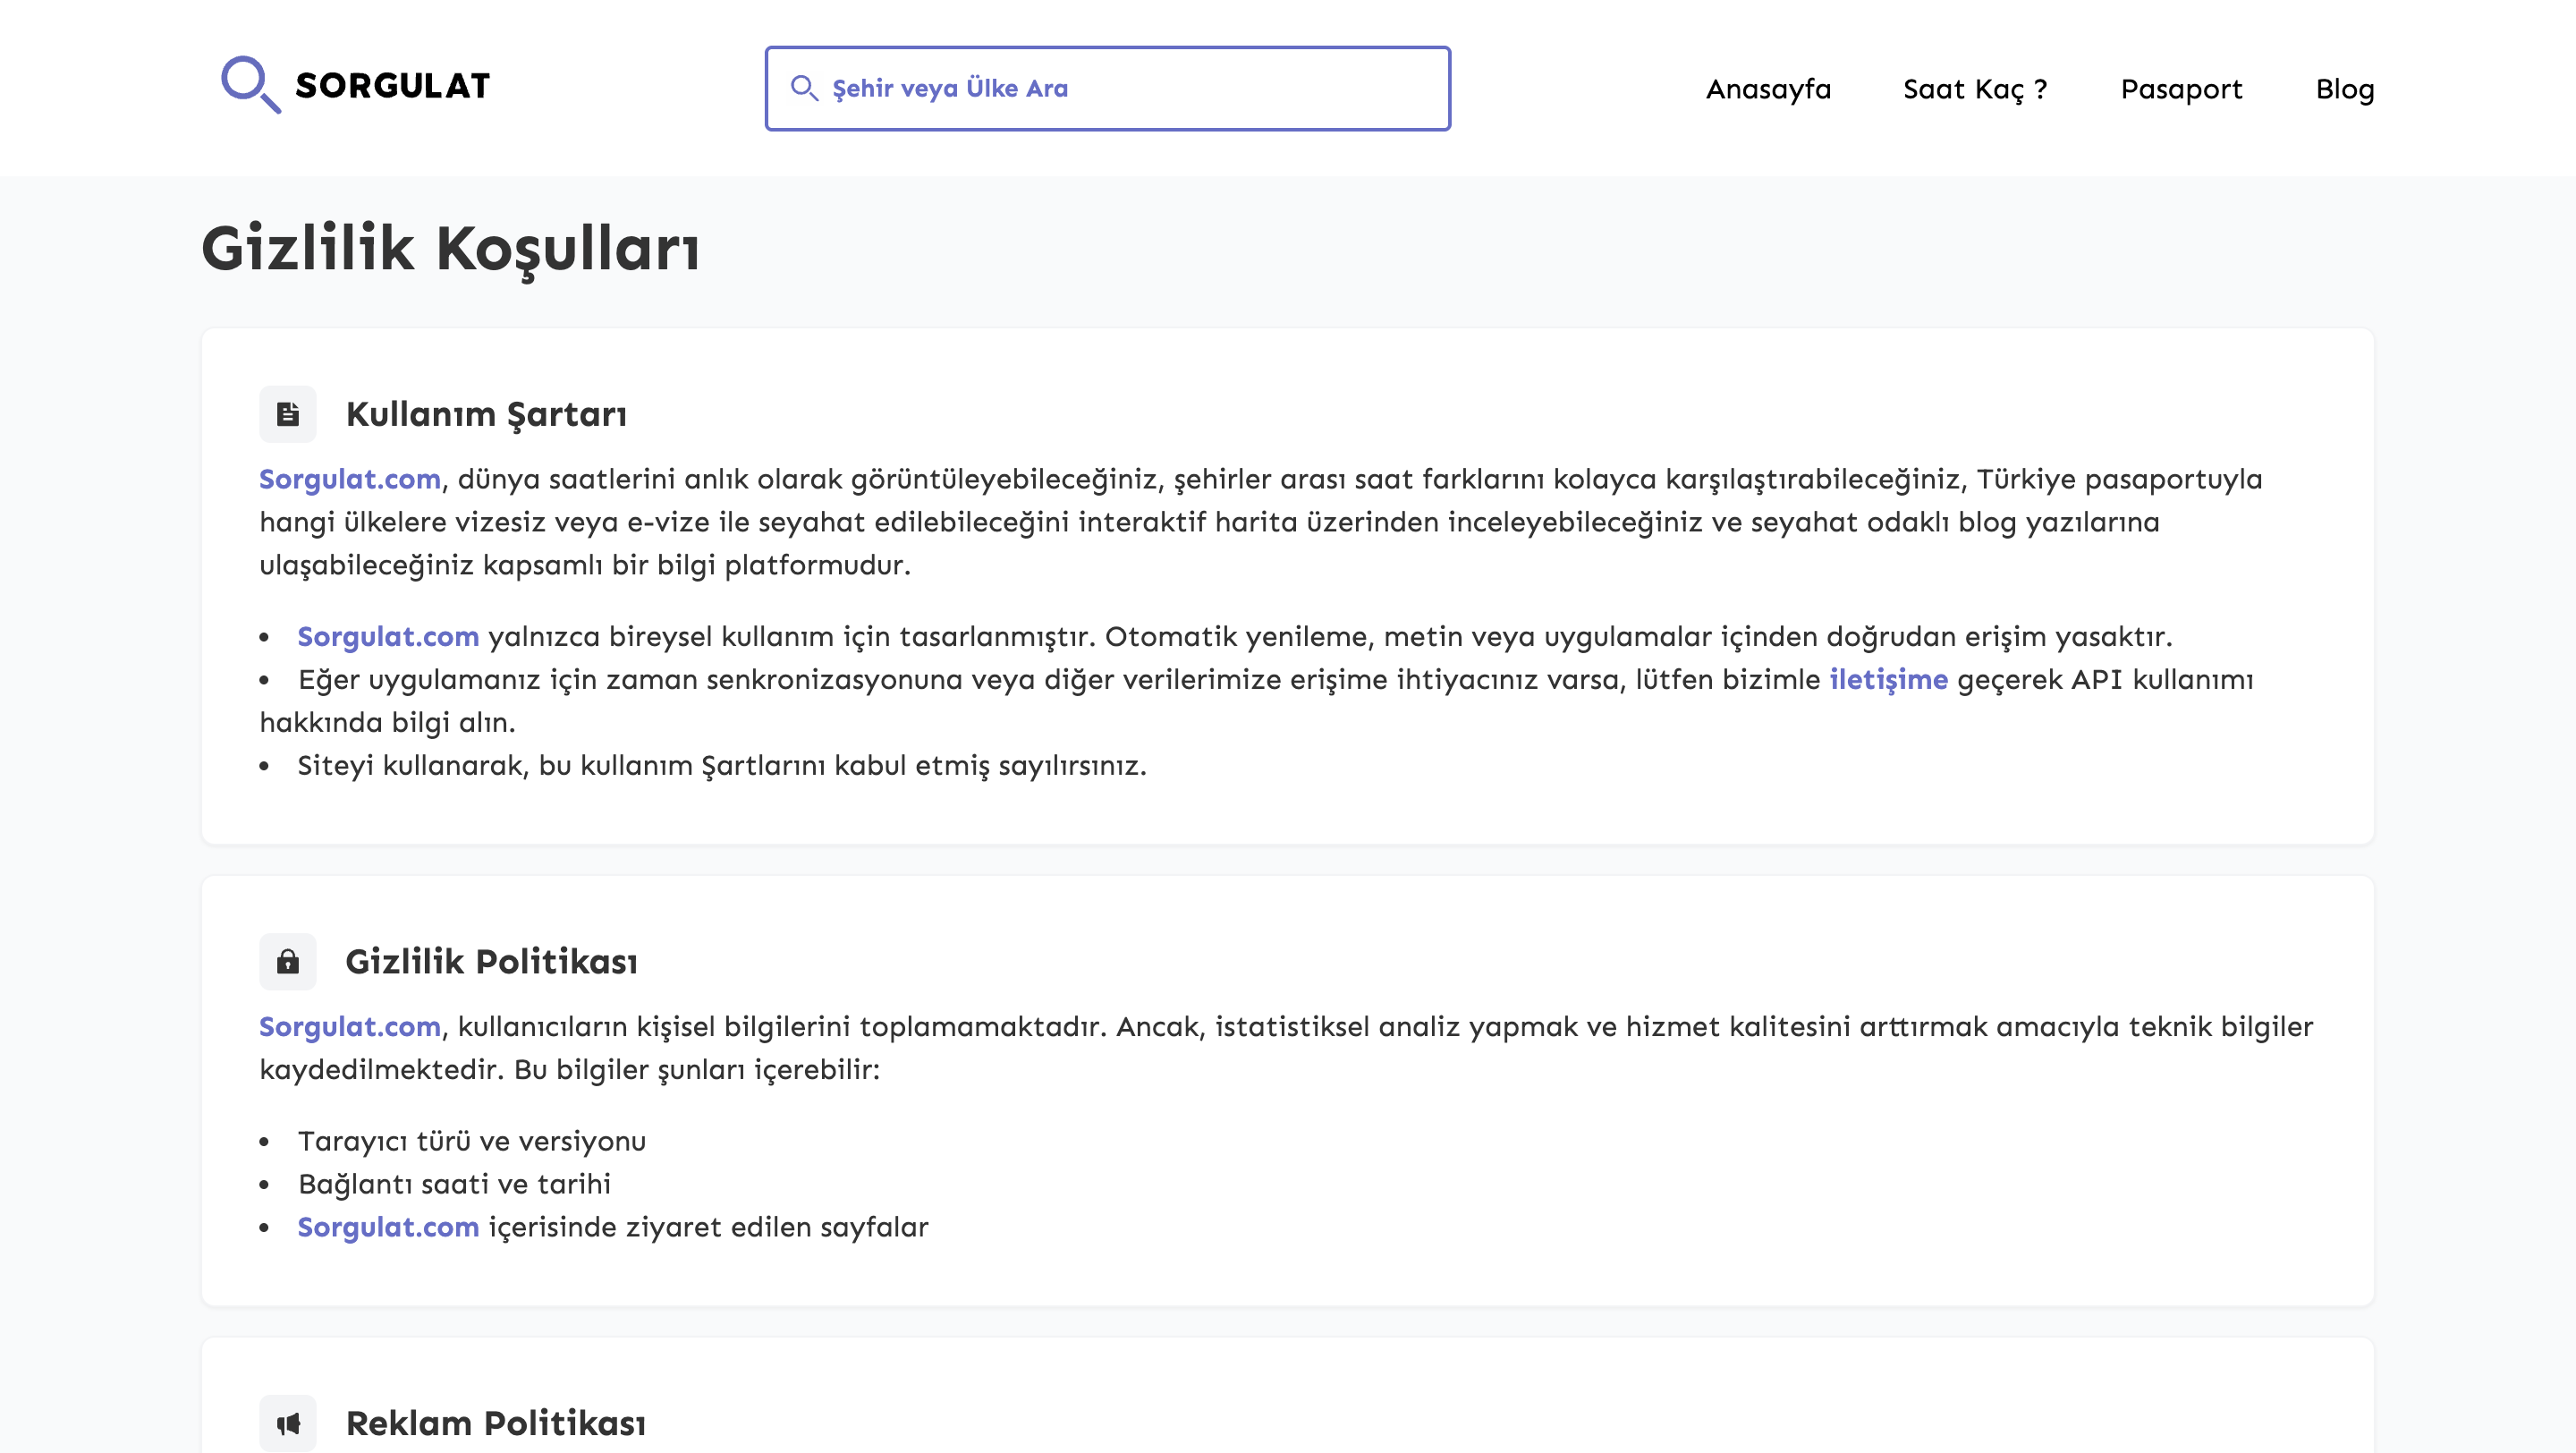 SORGULAT
Şehir veya Ülke Ara
Anasayfa
Saat Kaç ?
Pasaport
Blog
Gizlilik Koşulları
Kullanım Şartarı
Sorgulat.com, dünya saatlerini anlık olarak görüntüleyebileceğiniz, şehirler arası saat farklarını kolayca karşılaştırabileceğiniz, Türkiye pasaportuyla
hangi ülkelere vizesiz veya e-vize ile seyahat edilebileceğini interaktif harita üzerinden inceleyebileceğiniz ve seyahat odaklı blog yazılarına
ulaşabileceğiniz kapsamlı bir bilgi platformudur.
• Sorgulat.com yalnızca bireysel kullanım için tasarlanmıştır. Otomatik yenileme, metin veya uygulamalar içinden doğrudan erişim yasaktır.
• Eğer uygulamanız için zaman senkronizasyonuna veya diğer verilerimize erişime ihtiyacınız varsa, lütfen bizimle iletişime geçerek API kullanımı
hakkında bilgi alın.
• Siteyi kullanarak, bu kullanım Şartlarını kabul etmiş sayılırsınız.
Gizlilik Politikası
Sorgulat.com, kullanıcıların kişisel bilgilerini toplamamaktadır. Ancak, istatistiksel analiz yapmak ve hizmet kalitesini arttırmak amacıyla teknik bilgiler
kaydedilmektedir. Bu bilgiler şunları içerebilir:
• Tarayıcı türü ve versiyonu
• Bağlantı saati ve tarihi
• Sorgulat.com içerisinde ziyaret edilen sayfalar
Reklam Politikası